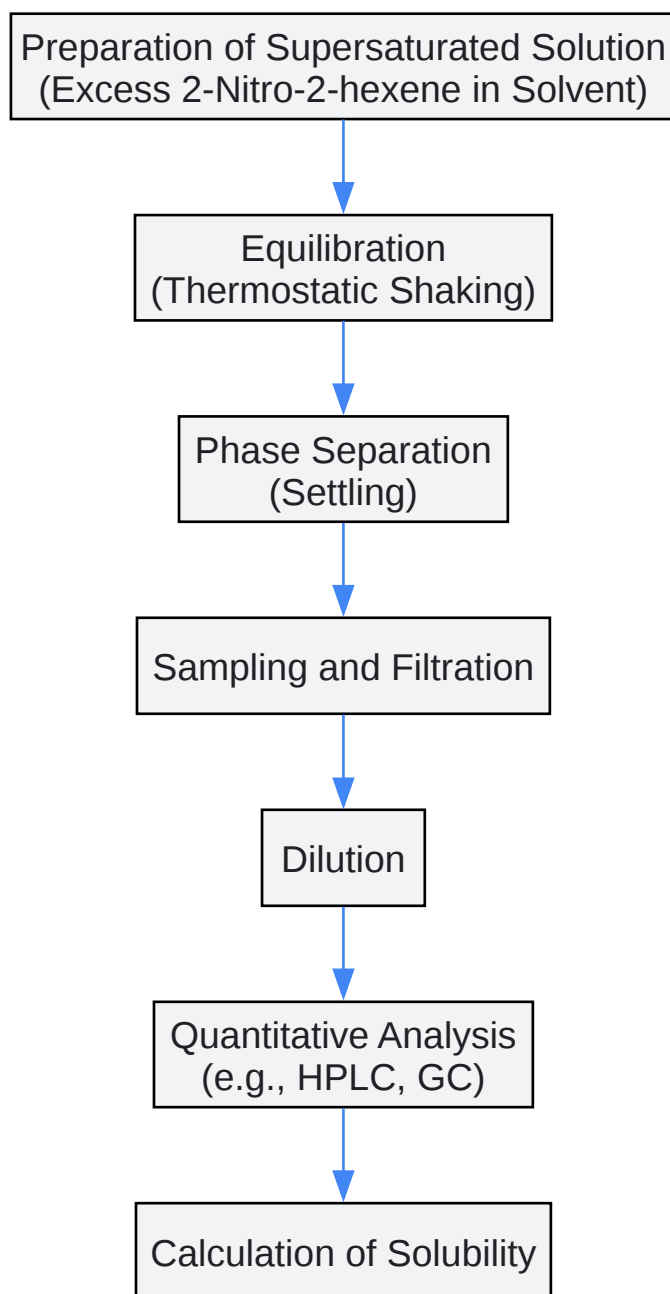 Preparation of Supersaturated Solution
(Excess 2-Nitro-2-hexene in Solvent)
Equilibration
(Thermostatic Shaking)
Phase Separation
(Settling)
Sampling and Filtration
Dilution
Quantitative Analysis
(e.g., HPLC, GC)
Calculation of Solubility